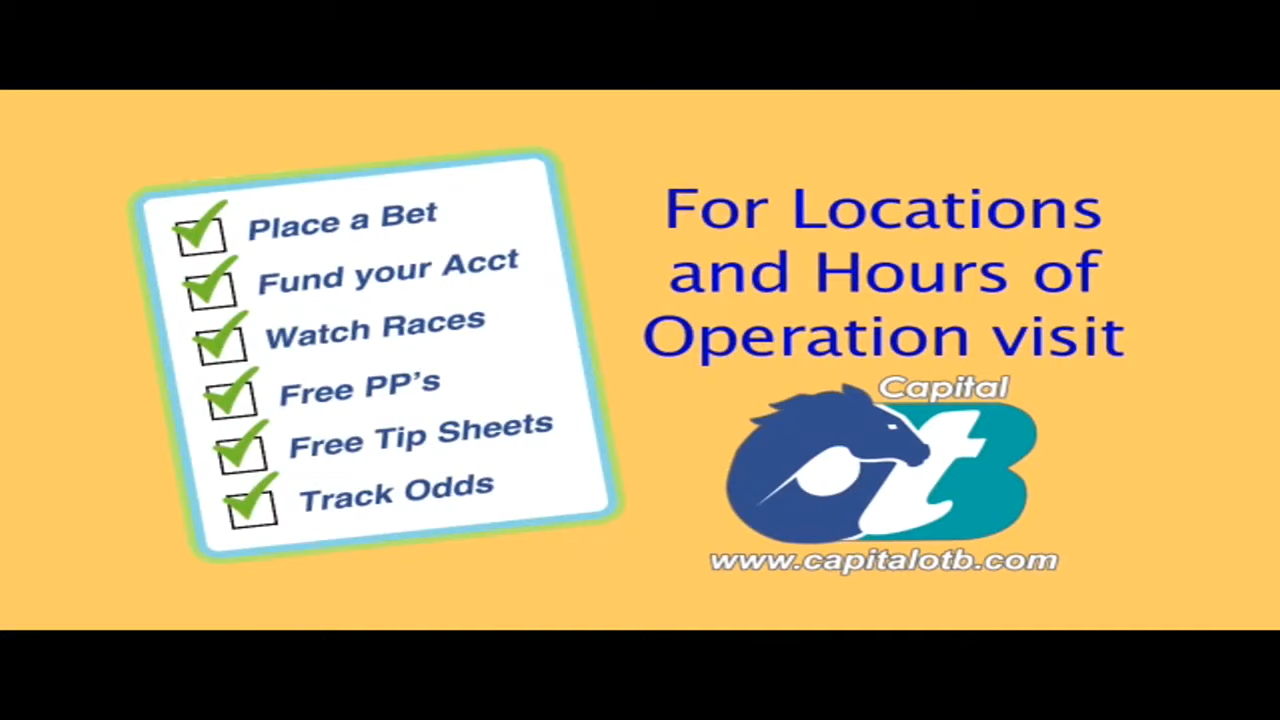 Place a Bet
Fund your Acct
Watch Races
Free PP's
Free Tip Sheets
Track Odds
For Locations
and Hours of
Operation visit
Capital
OTB
www.capitalotb.com